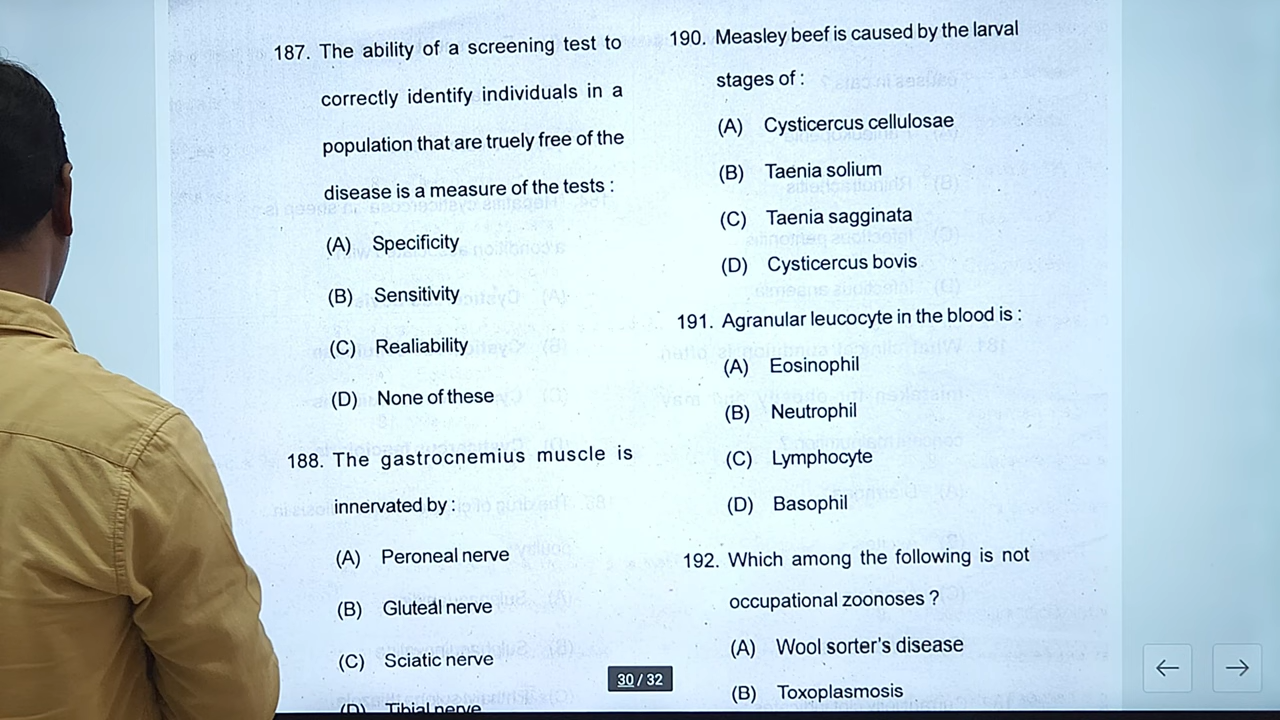 187. The ability of a screening test to
correctly identify individuals in a
population that are truely free of the
disease is a measure of the tests :
(A) Specificity
(B) Sensitivity
(C) Realiability
(D) None of these
188. The gastrocnemius muscle is
innervated by :
(A) Peroneal nerve
(B) Gluteal nerve
(C) Sciatic nerve
(D) Tibial nerve
190. Measley beef is caused by the larval
stages of :
(A) Cysticercus cellulosae
(B) Taenia solium
(C) Taenia sagginata
(D) Cysticercus bovis
191. Agranular leucocyte in the blood is :
(A) Eosinophil
(B) Neutrophil
(C) Lymphocyte
(D) Basophil
192. Which among the following is not
occupational zoonoses ?
(A) Wool sorter's disease
(B) Toxoplasmosis
30 / 32